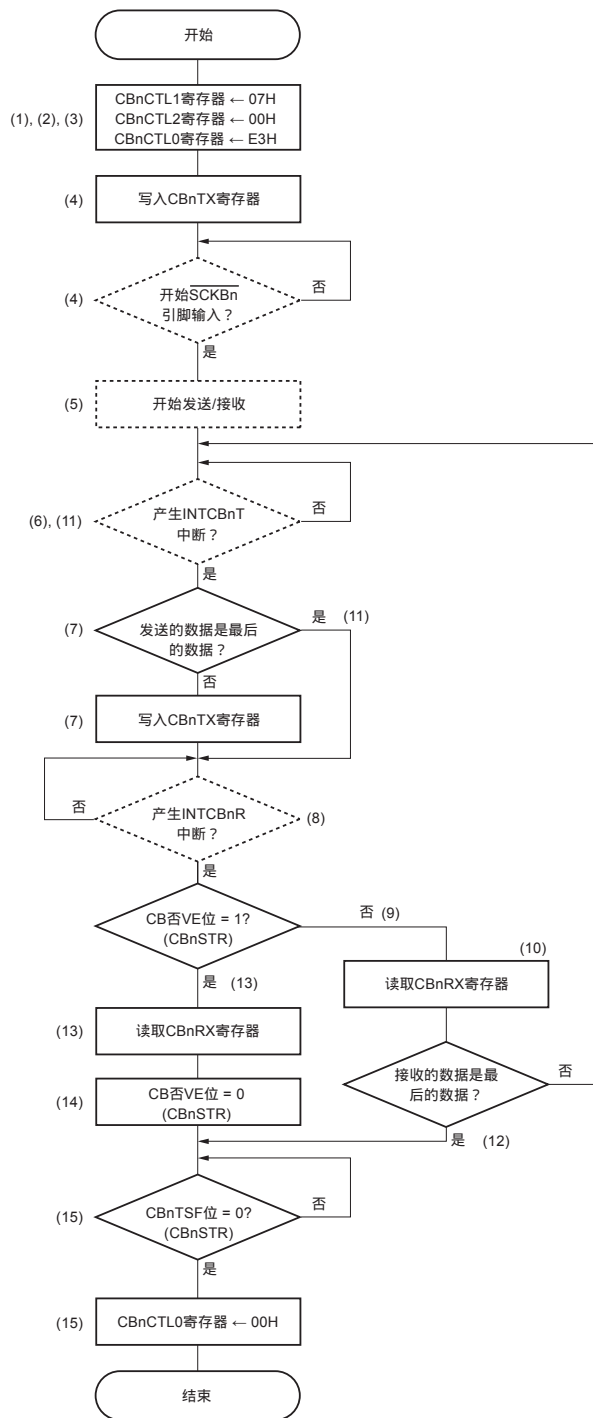 开始
(1), (2), (3)
CBnCTL1寄存器 ← 07H
CBnCTL2寄存器 ← 00H
CBnCTL0寄存器 ← E3H
(4)
写入CBnTX寄存器
(4)
开始SCKBn
引脚输入？
否
是
(5)
开始发送/接收
(6), (11)
产生INTCBnT
中断？
否
是
(7)
发送的数据是最后
的数据？
是 (11)
否
(7)
写入CBnTX寄存器
否
产生INTCBnR
中断？
(8)
是
CB否VE位 = 1?
(CBnSTR)
否 (9)
是 (13)
(10)
读取CBnRX寄存器
(13)
读取CBnRX寄存器
接收的数据是最
后的数据？
否
是 (12)
(14)
CB否VE位 = 0
(CBnSTR)
(15)
CBnTSF位 = 0?
(CBnSTR)
否
是
(15)
CBnCTL0寄存器 ← 00H
结束